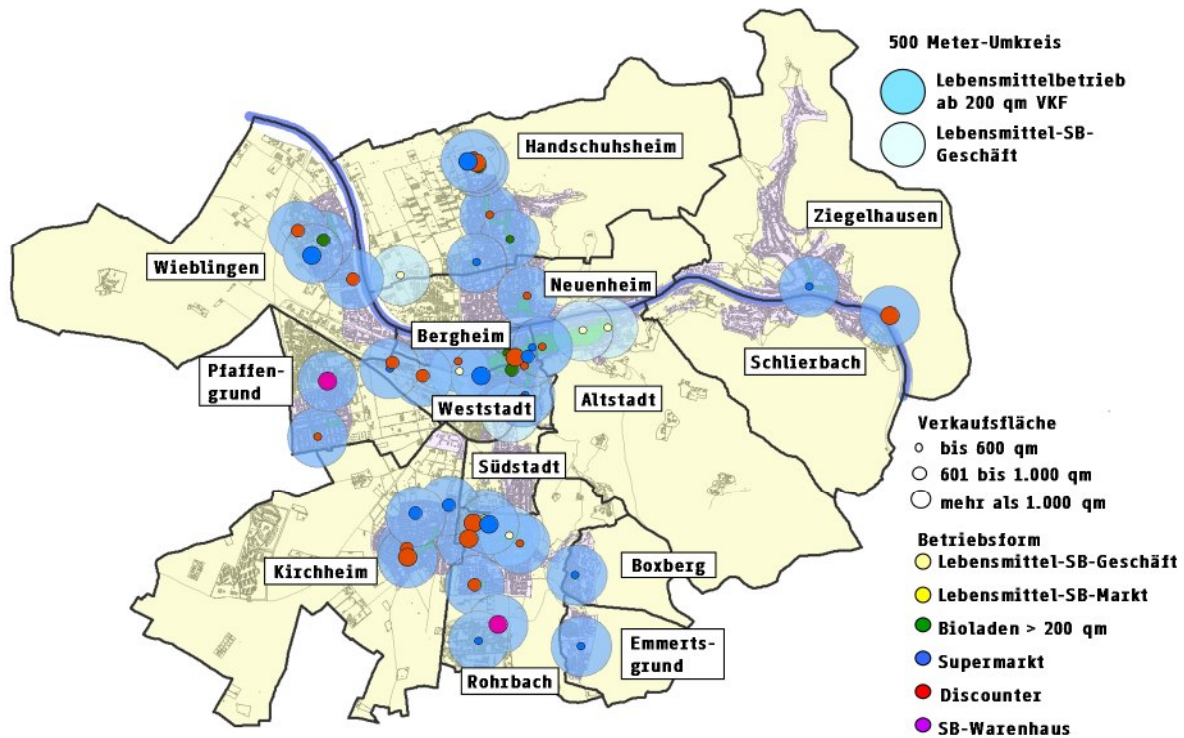 500 Meter-Umkreis
Lebensmittelbetrieb
ab 200 qm VKF
Lebensmittel-SB-
Geschäft
Handschuhsheim
Ziegelhausen
Wieblingen
Neuenheim
Bergheim
Schlierbach
Pfaffen-
grund
Altstadt
Weststadt
Verkaufsfläche
bis 600 qm
601 bis 1.000 qm
mehr als 1.000 qm
Südstadt
Betriebsform
Lebensmittel-SB-Geschäft
Boxberg
Kirchheim
Lebensmittel-SB-Markt
Bioladen > 200 qm
Emmerts-
grund
Supermarkt
Rohrbach
Discounter
SB-Warenhaus